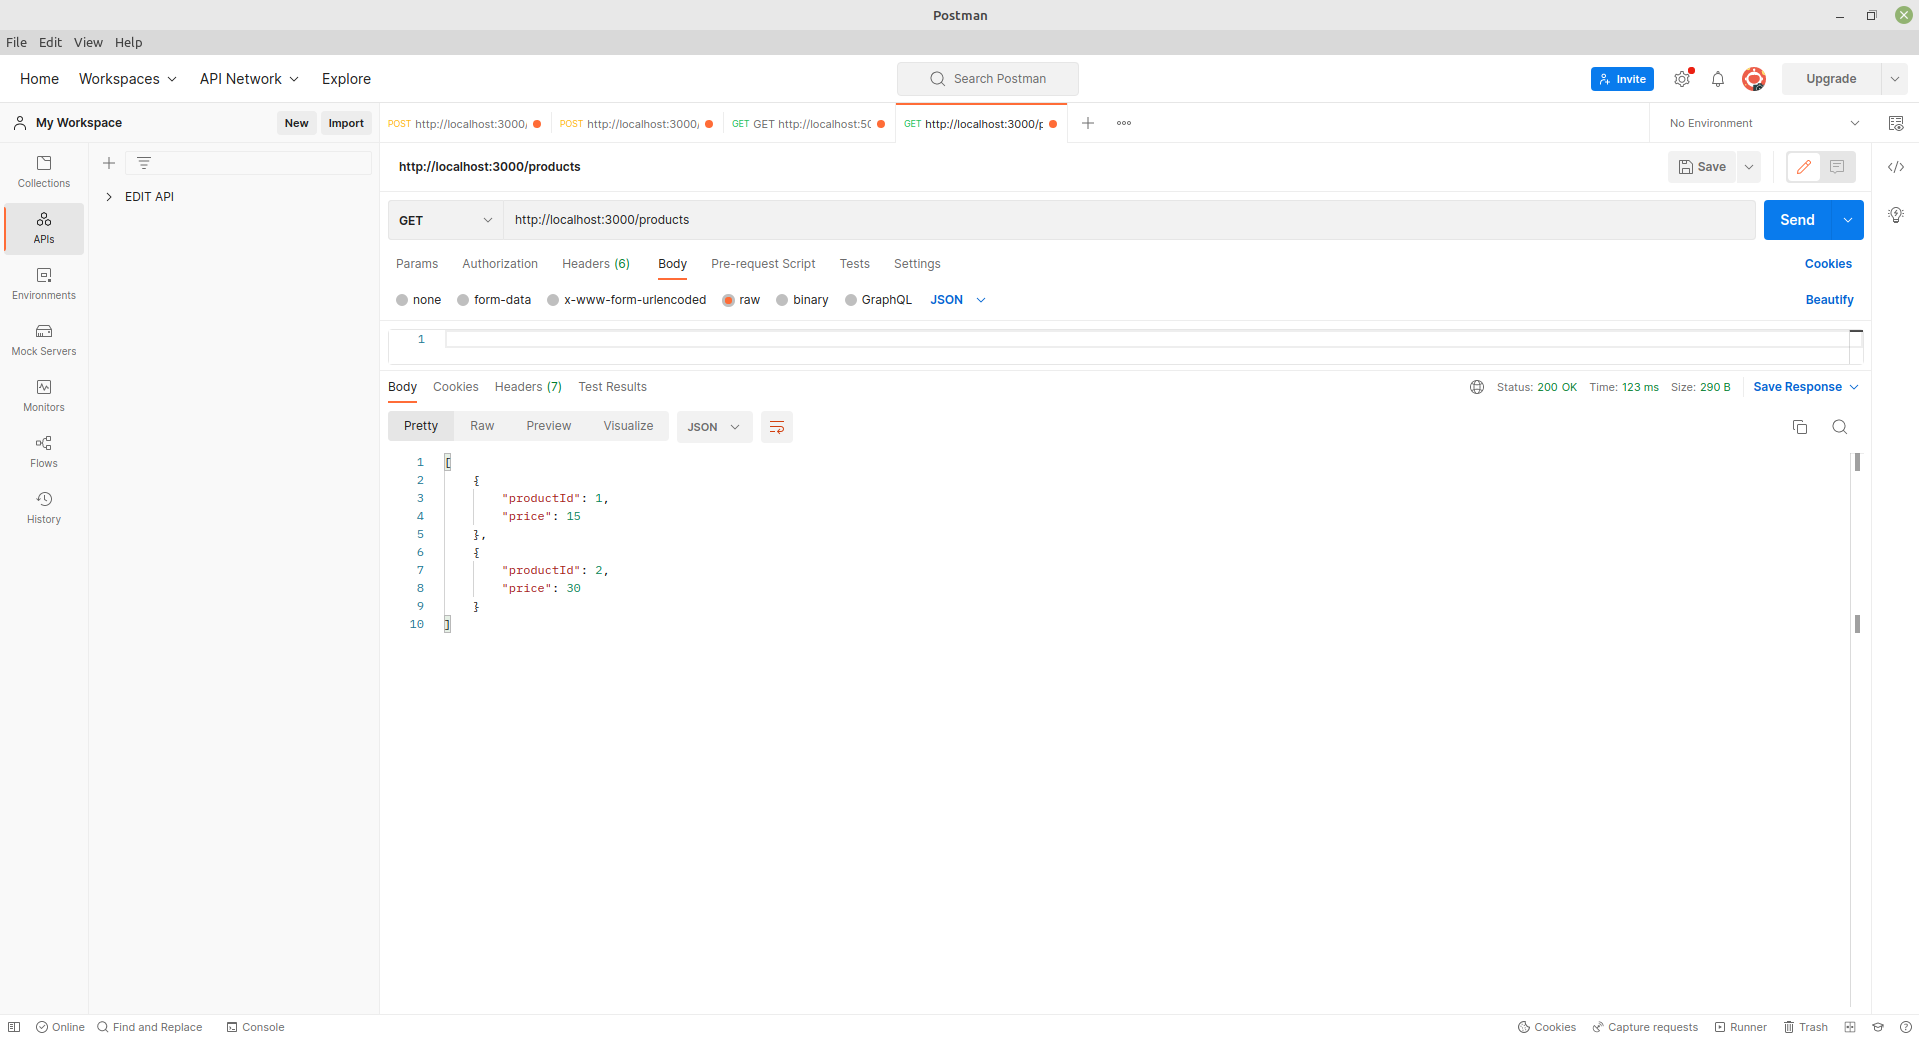 Postman
File Edit View Help
Home Workspaces API Network Explore
Search Postman
Invite
Upgrade
My Workspace
New Import
POST http://localhost:3000/
POST http://localhost:3000/
GET GET http://localhost:50
GET http://localhost:3000/p
No Environment
Collections
APIs
Environments
Mock Servers
Monitors
Flows
History
EDIT API
http://localhost:3000/products
Save
GET http://localhost:3000/products
Send
Params Authorization Headers (6) Body Pre-request Script Tests Settings Cookies
none form-data x-www-form-urlencoded raw binary GraphQL JSON Beautify
1
Body Cookies Headers (7) Test Results Status: 200 OK Time: 123 ms Size: 290 B Save Response
Pretty Raw Preview Visualize JSON
1 [
2 {
3 "productId": 1,
4 "price": 15
5 },
6 {
7 "productId": 2,
8 "price": 30
9 }
10 ]
Online Find and Replace Console Cookies Capture requests Runner Trash